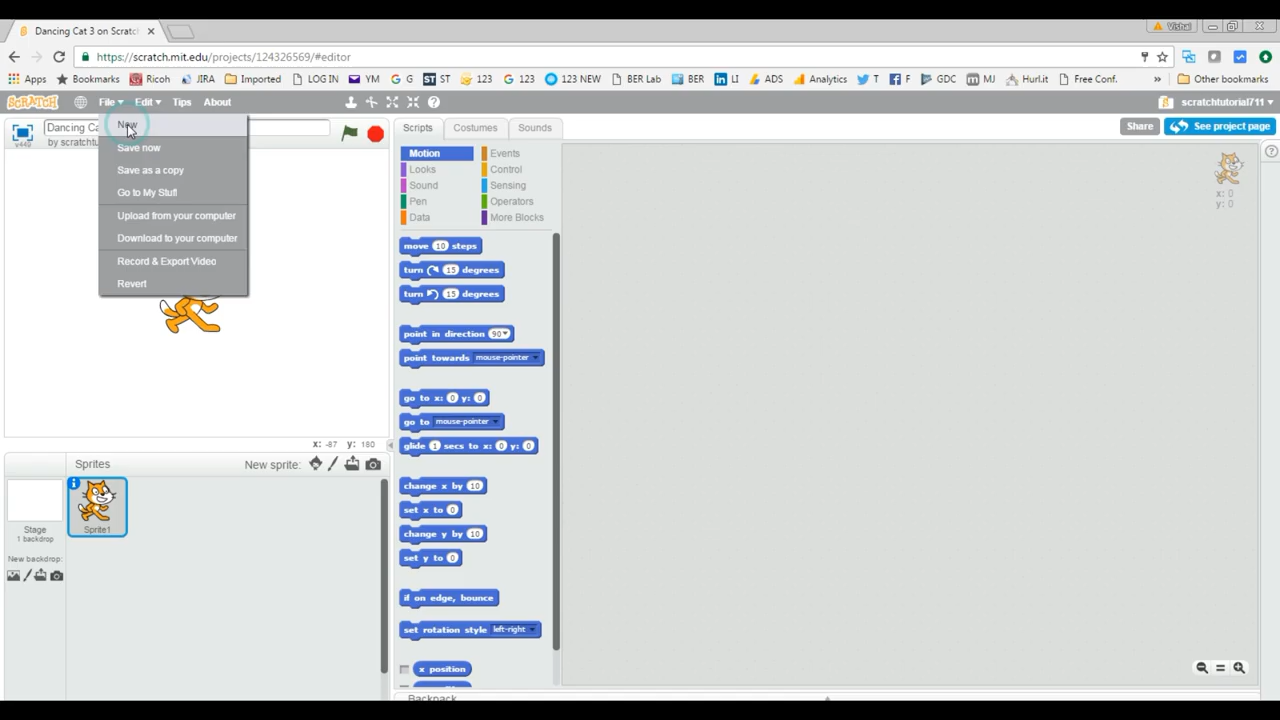 Dancing Cat 3 on Scratch
Vishal
https://scratch.mit.edu/projects/124326569/#editor
Apps Bookmarks Ricoh JIRA Imported LOG IN YM G ST 123 123 123 NEW BER Lab BER LI ADS Analytics T F GDC MJ Hurl.it Free Conf. » Other bookmarks
SCRATCH File Edit Tips About scratchtutorial711
New
Save now
Save as a copy
Go to My Stuff
Upload from your computer
Download to your computer
Record & Export Video
Revert
Dancing Ca
v449
by scratchtu
Scripts Costumes Sounds
Share See project page
Motion Events
Looks Control
Sound Sensing
Pen Operators
Data More Blocks
x: 0
y: 0
move 10 steps
turn 15 degrees
turn 15 degrees
point in direction 90
point towards mouse-pointer
go to x: 0 y: 0
go to mouse-pointer
glide 1 secs to x: 0 y: 0
change x by 10
set x to 0
change y by 10
set y to 0
if on edge, bounce
set rotation style left-right
x position
x: -87 y: 180
Sprites New sprite:
Stage
1 backdrop
New backdrop:
Sprite1
Backpack